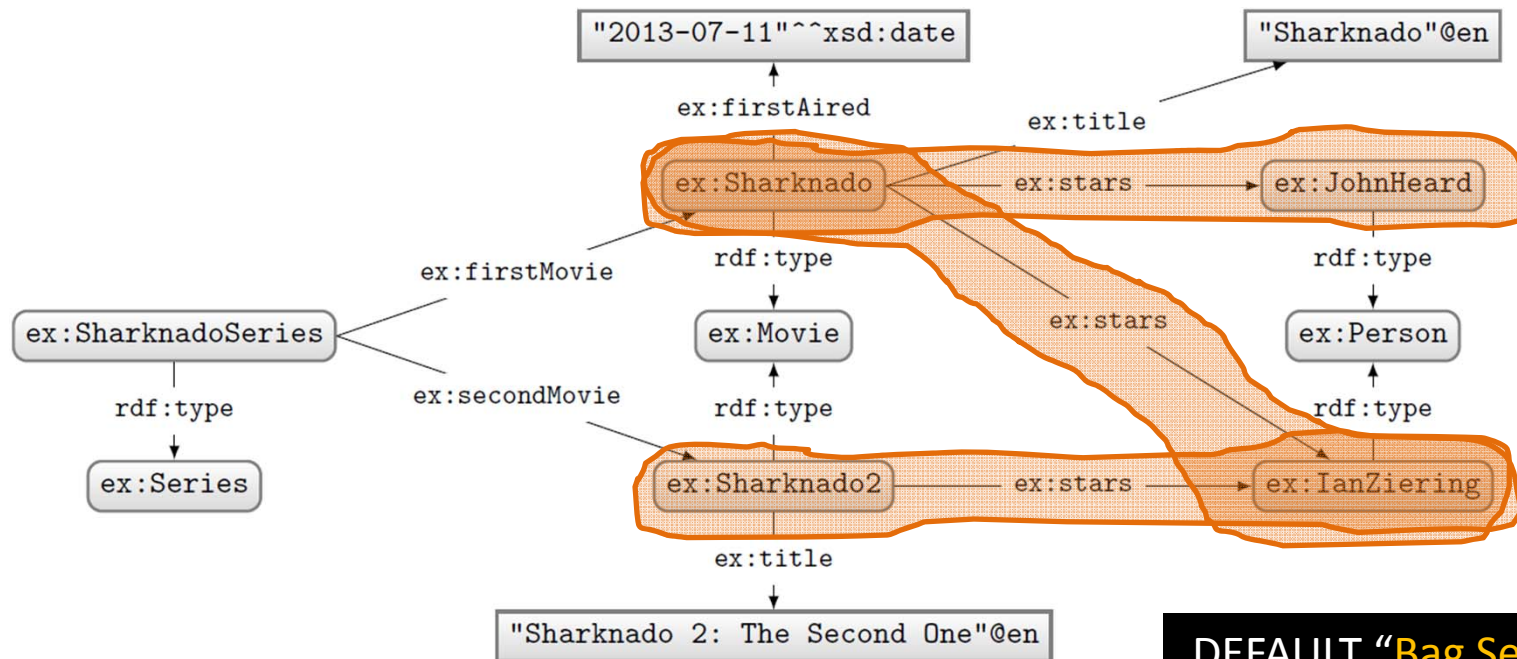 "2013-07-11"^^xsd:date
"Sharknado"@en
ex:firstAired
ex:title
ex:Sharknado
ex:stars
ex:JohnHeard
ex:firstMovie
rdf:type
rdf:type
ex:SharknadoSeries
ex:Movie
ex:stars
ex:Person
ex:secondMovie
rdf:type
rdf:type
rdf:type
ex:Series
ex:Sharknado2
ex:stars
ex:IanZiering
ex:title
"Sharknado 2: The Second One"@en
DEFAULT "Bag